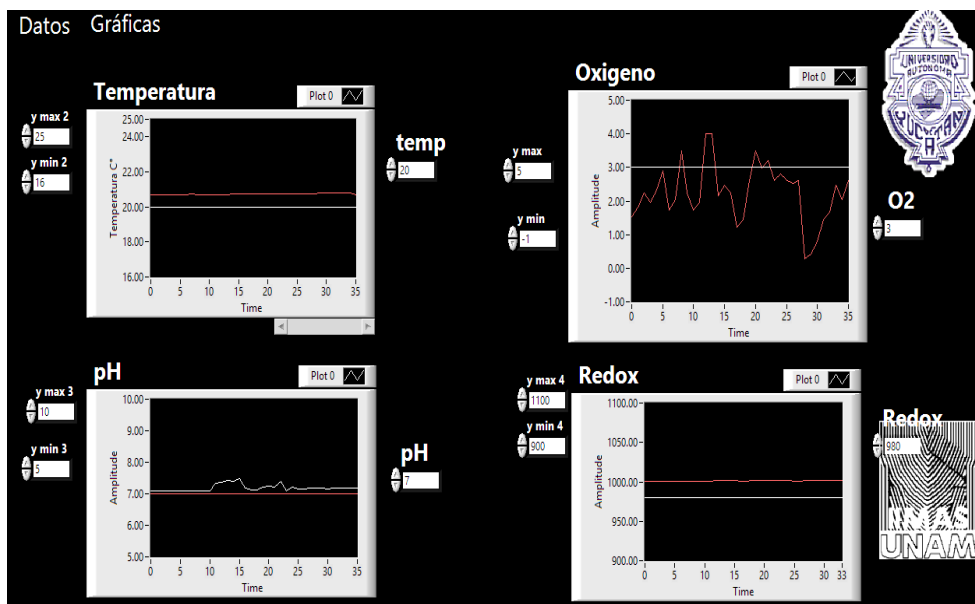 Datos Gráficas
Temperatura
Plot 0
y max 2
25
y min 2
16
25.00
24.00
22.00
20.00
18.00
16.00
Temperatura C°
0 5 10 15 20 25 30 35
Time
temp
20
Oxigeno
Plot 0
y max
5
y min
-1
5.00
4.00
3.00
2.00
1.00
0.00
-1.00
Amplitude
0 5 10 15 20 25 30 35
Time
UNIVERSIDAD
AUTONOMA
YUCATAN
O2
3
pH
Plot 0
y max 3
10
y min 3
5
10.00
9.00
8.00
7.00
6.00
5.00
Amplitude
0 5 10 15 20 25 30 35
Time
pH
7
Redox
Plot 0
y max 4
1100
y min 4
900
1100.00
1050.00
1000.00
950.00
900.00
Amplitude
0 5 10 15 20 25 30 33
Time
Redox
980
IIMAS
UNAM